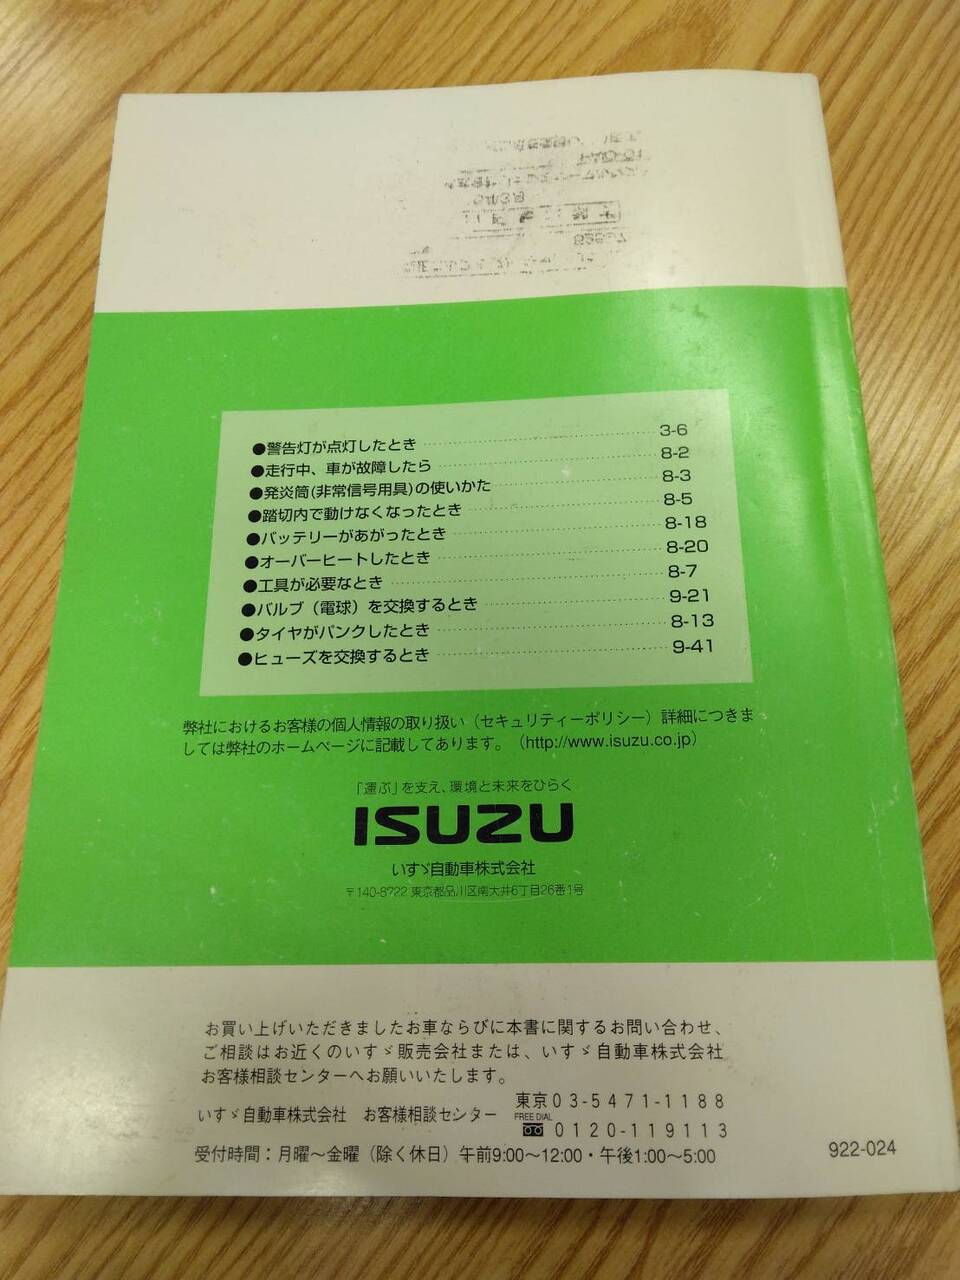 ●警告灯が点灯したとき 3-6
●走行中、車が故障したら 8-2
●発炎筒(非常信号用具)の使いかた 8-3
●踏切内で動けなくなったとき 8-5
●バッテリーがあがったとき 8-18
●オーバーヒートしたとき 8-20
●工具が必要なとき 8-7
●バルブ（電球）を交換するとき 9-21
●タイヤがパンクしたとき 8-13
●ヒューズを交換するとき 9-41
弊社におけるお客様の個人情報の取り扱い（セキュリティーポリシー）詳細につきま
しては弊社のホームページに記載してあります。（http://www.isuzu.co.jp）
「運ぶ」を支え、環境と未来をひらく
ISUZU
いすゞ自動車株式会社
〒140-8722 東京都品川区南大井6丁目26番1号
お買い上げいただきましたお車ならびに本書に関するお問い合わせ、
ご相談はお近くのいすゞ販売会社または、いすゞ自動車株式会社
お客様相談センターへお願いいたします。
いすゞ自動車株式会社 お客様相談センター 東京03-5471-1188
FREE DIAL
0120-119113
受付時間：月曜～金曜（除く休日）午前9:00～12:00・午後1:00～5:00
922-024